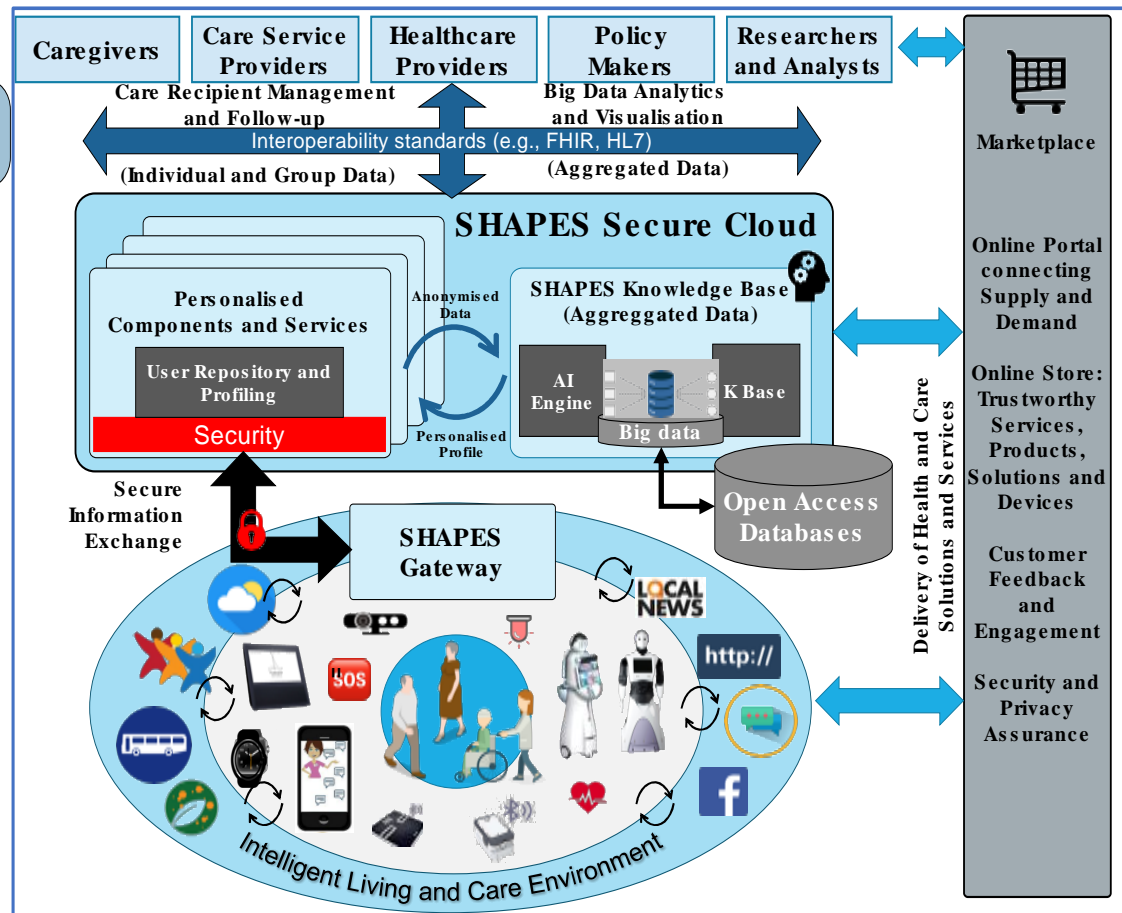 Caregivers
Care Service
Providers
Healthcare
Providers
Policy
Makers
Researchers
and Analysts
Care Recipient Management
and Follow-up
Big Data Analytics
and Visualisation
Interoperability standards (e.g., FHIR, HL7)
(Individual and Group Data)
(Aggregated Data)
SHAPES Secure Cloud
Personalised
Components and Services
User Repository and
Profiling
Security
Anonymised
Data
Personalised
Profile
SHAPES Knowledge Base
(Aggreggated Data)
AI
Engine
K Base
Big data
Open Access
Databases
Secure
Information
Exchange
SHAPES
Gateway
LOCAL
NEWS
SOS
http://
f
Intelligent Living and Care Environment
Delivery of Health and Care
Solutions and Services
Marketplace
Online Portal
connecting
Supply and
Demand
Online Store:
Trustworthy
Services,
Products,
Solutions and
Devices
Customer
Feedback
and
Engagement
Security and
Privacy
Assurance